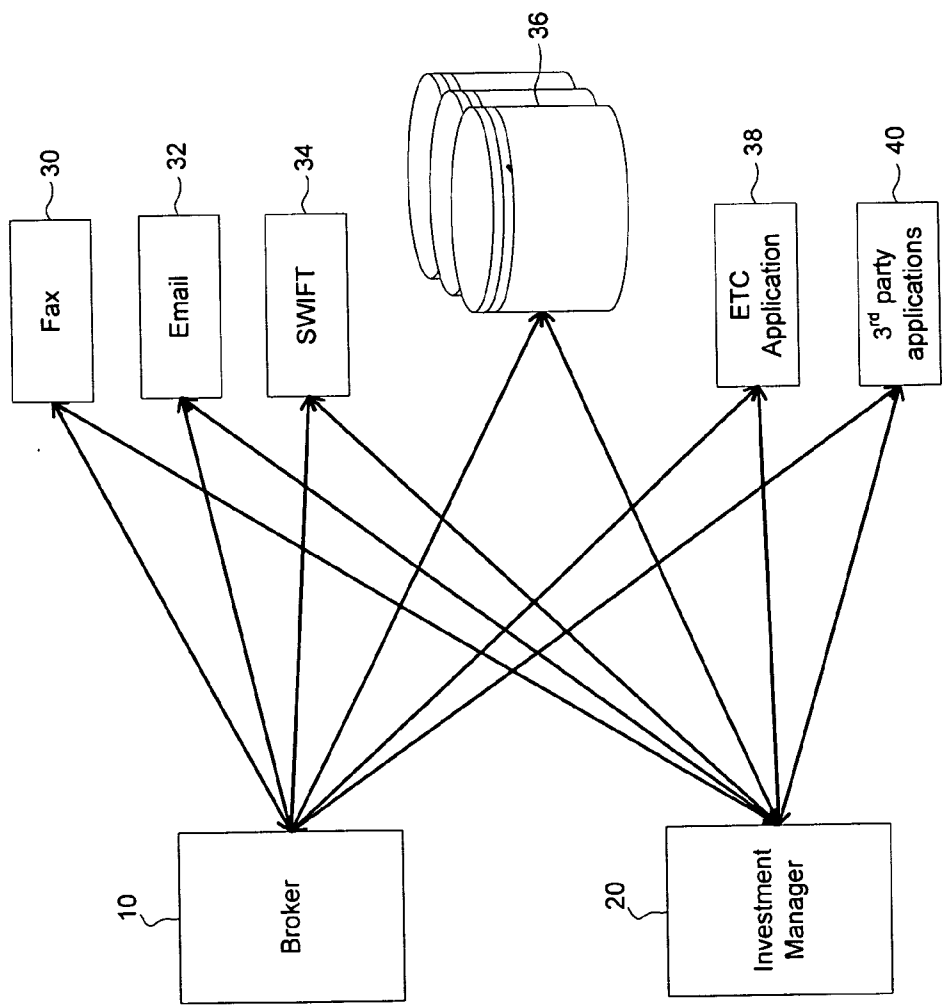 30
Fax
32
Email
34
SWIFT
36
38
ETC
Application
40
3rd party
applications
10
Broker
20
Investment
Manager